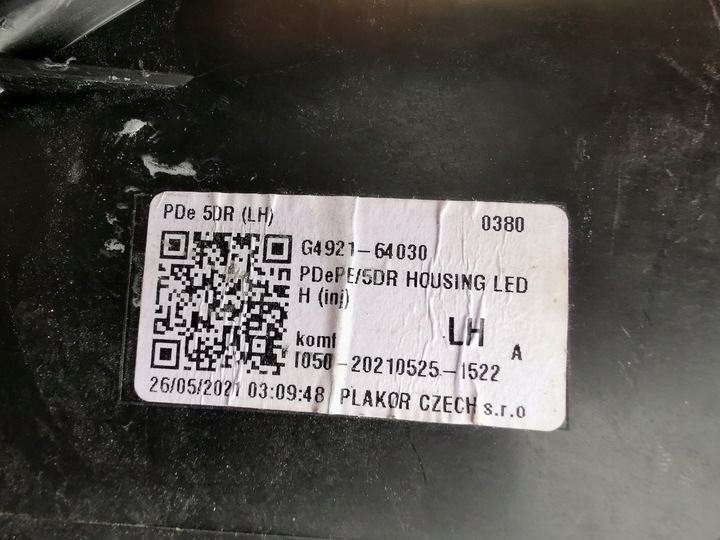 PDe 5DR (LH)
0380
G4921-64030
PDePE/5DR HOUSING LED
H (inj)
komf
LH
A
I050-20210525-I522
26/05/2021 03:09:48 PLAKOR CZECH s.r.o